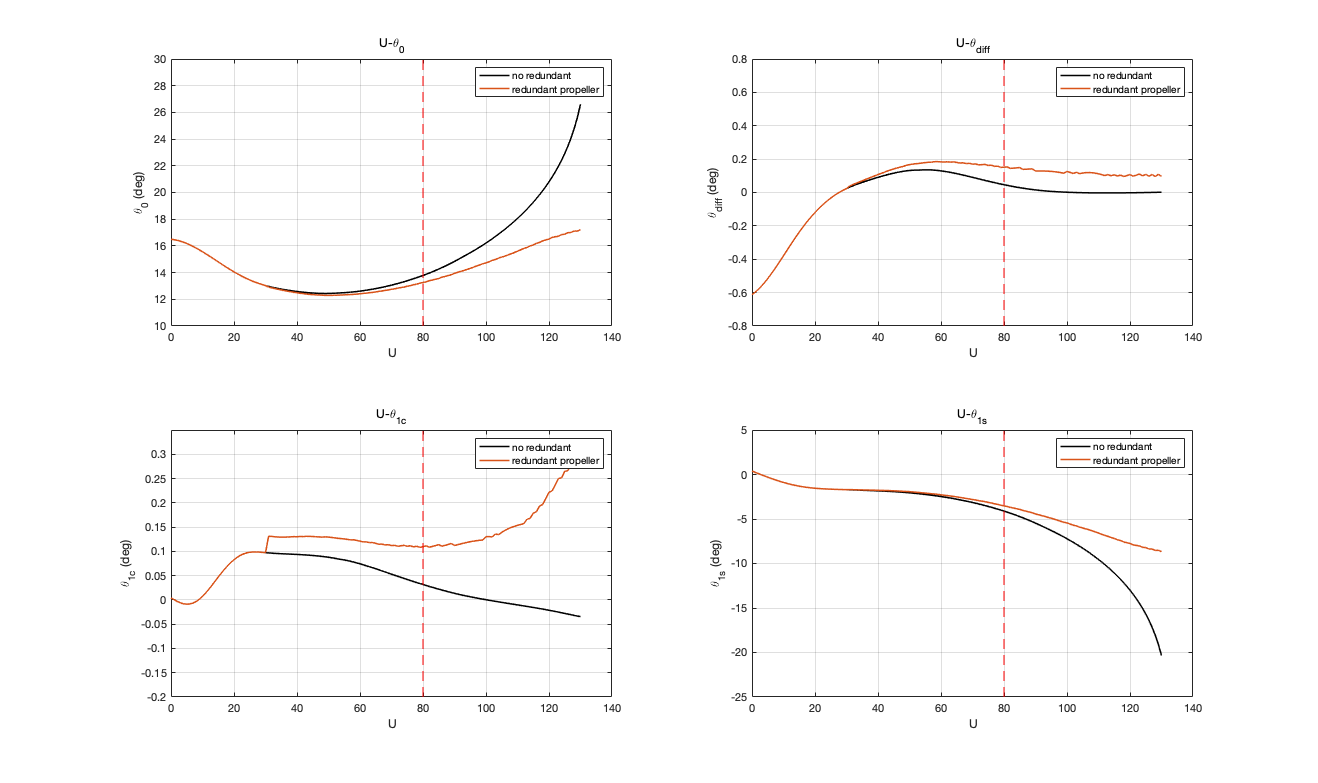 U-θ0
30
28
26
24
22
20
18
16
14
12
10
θ0 (deg)
0 20 40 60 80 100 120 140
U
no redundant
redundant propeller
U-θdiff
0.8
0.6
0.4
0.2
0
-0.2
-0.4
-0.6
-0.8
θdiff (deg)
0 20 40 60 80 100 120 140
U
no redundant
redundant propeller
U-θ1c
0.3
0.25
0.2
0.15
0.1
0.05
0
-0.05
-0.1
-0.15
-0.2
θ1c (deg)
0 20 40 60 80 100 120 140
U
no redundant
redundant propeller
U-θ1s
5
0
-5
-10
-15
-20
-25
θ1s (deg)
0 20 40 60 80 100 120 140
U
no redundant
redundant propeller